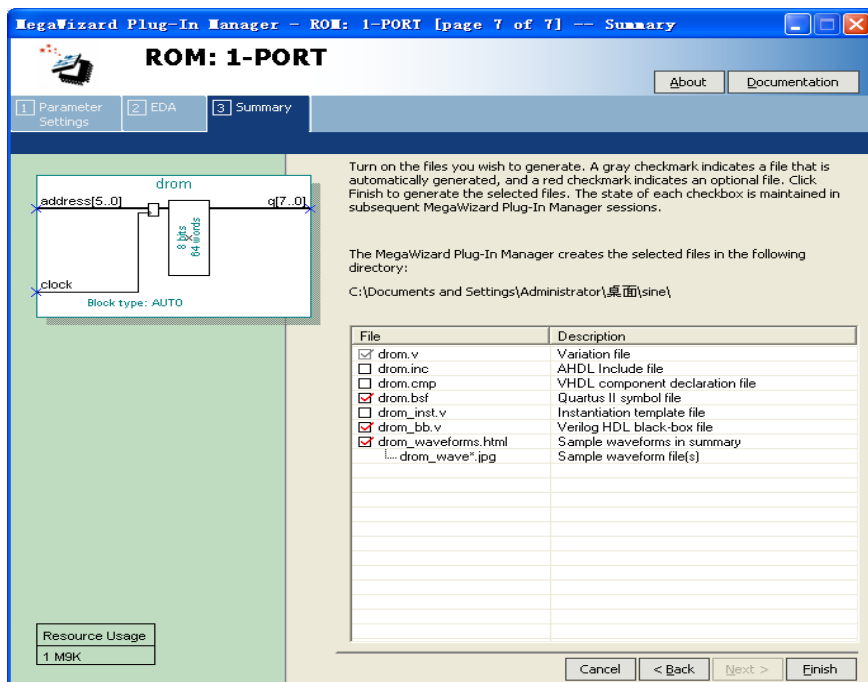 MegaWizard Plug-In Manager - ROM: 1-PORT [page 7 of 7] -- Summary
ROM: 1-PORT
About
Documentation
1 Parameter Settings
2 EDA
3 Summary
Turn on the files you wish to generate. A gray checkmark indicates a file that is
automatically generated, and a red checkmark indicates an optional file. Click
Finish to generate the selected files. The state of each checkbox is maintained in
subsequent MegaWizard Plug-In Manager sessions.
The MegaWizard Plug-In Manager creates the selected files in the following
directory:
C:\Documents and Settings\Administrator\桌面\sine\
drom
address[5..0]
q[7..0]
8 bits
x
64 words
clock
Block type: AUTO
File Description
drom.v Variation file
drom.inc AHDL Include file
drom.cmp VHDL component declaration file
drom.bsf Quartus II symbol file
drom_inst.v Instantiation template file
drom_bb.v Verilog HDL black-box file
drom_waveforms.html Sample waveforms in summary
drom_wave*.jpg Sample waveform file(s)
Resource Usage
1 M9K
Cancel
< Back
Next >
Finish